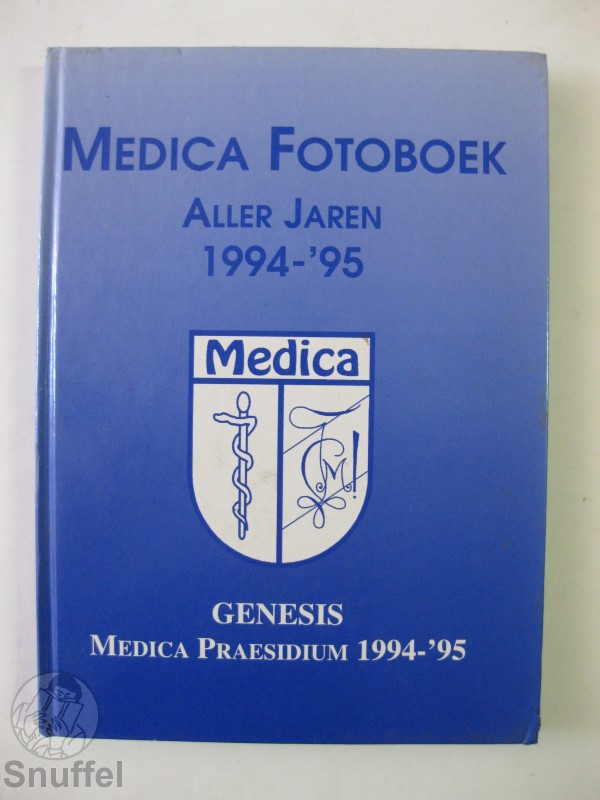 MEDICA FOTOBOEK
ALLER JAREN
1994-'95
Medica
GENESIS
MEDICA PRAESIDIUM 1994-'95
Snuffel